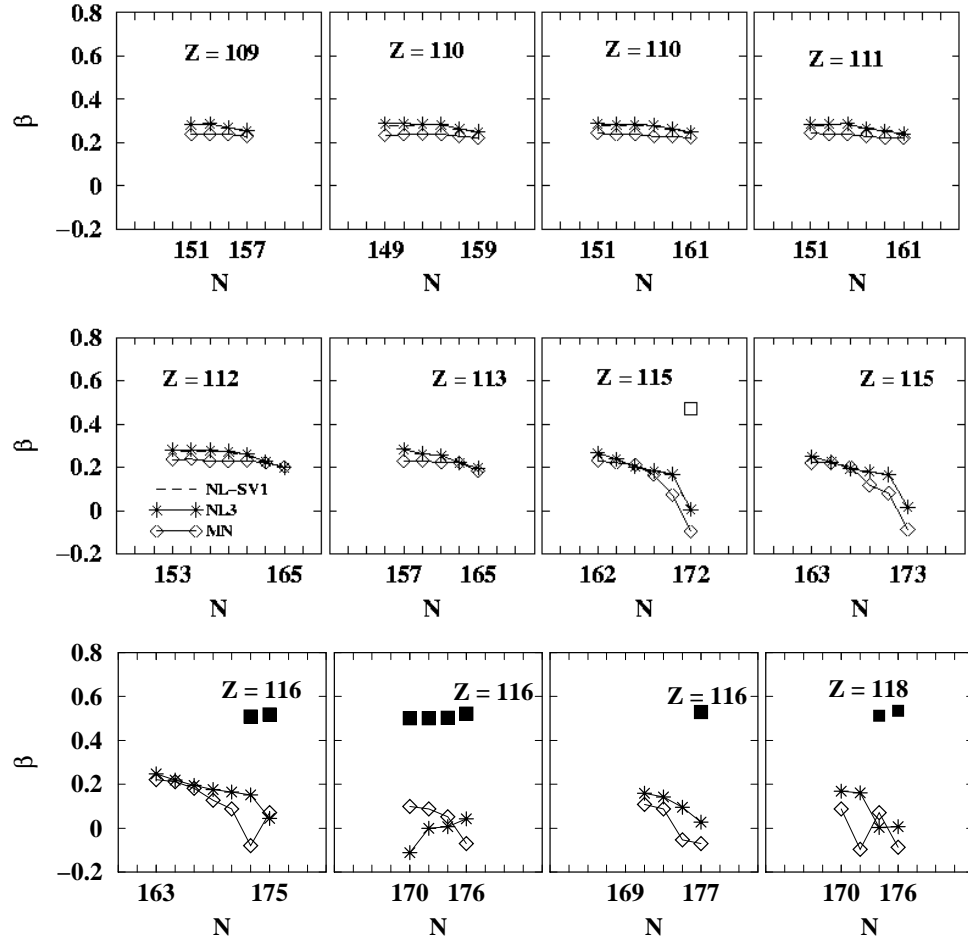 0.8
0.6
0.4
0.2
0
−0.2
β
Z = 109
151 157
N
Z = 110
149 159
N
Z = 110
151 161
N
Z = 111
151 161
N
0.8
0.6
0.4
0.2
0
−0.2
β
Z = 112
NL−SV1
NL3
MN
153 165
N
Z = 113
157 165
N
Z = 115
162 172
N
Z = 115
163 173
N
0.8
0.6
0.4
0.2
0
−0.2
β
Z = 116
163 175
N
Z = 116
170 176
N
Z = 116
169 177
N
Z = 118
170 176
N